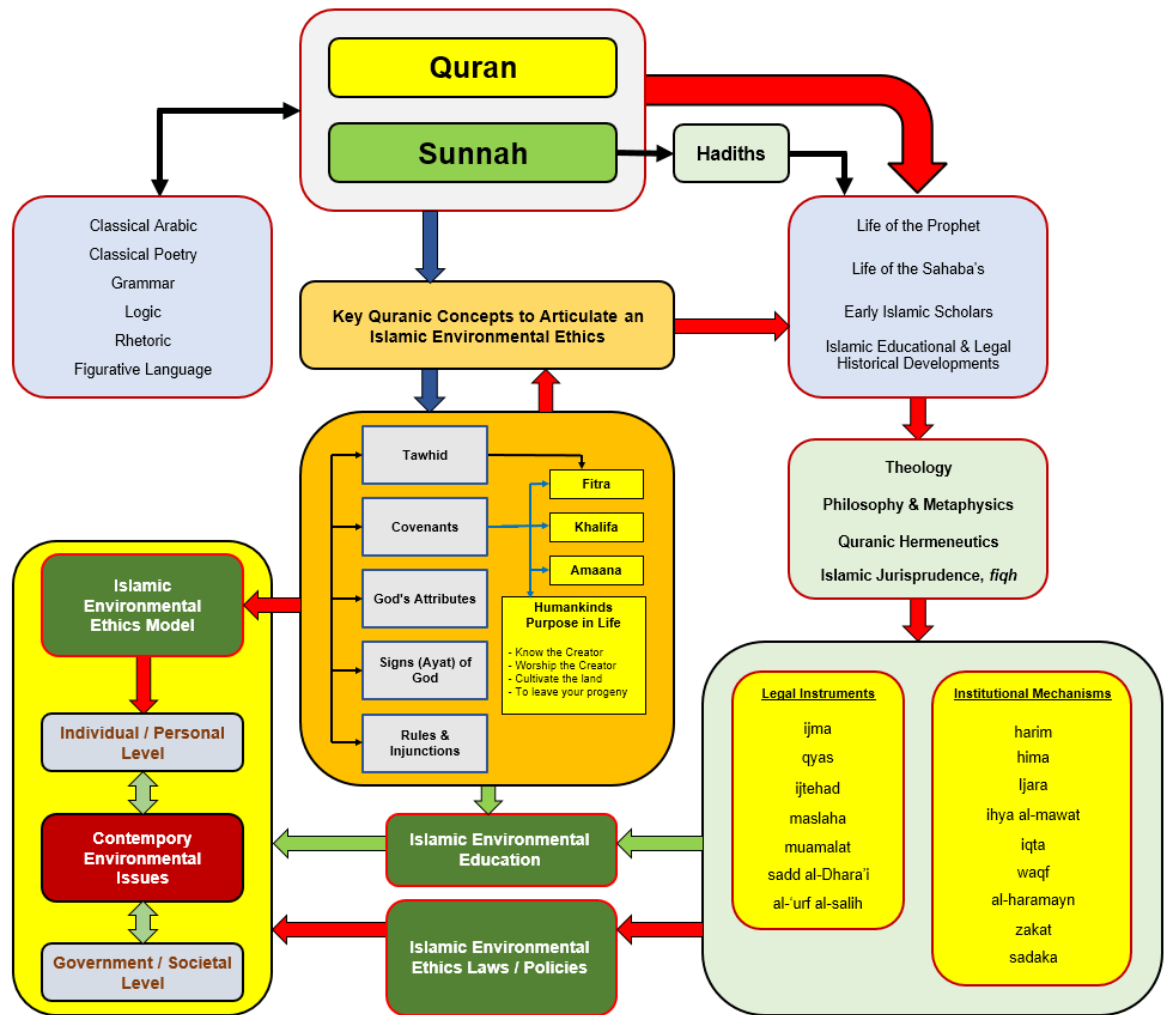 Quran
Sunnah
Hadiths
Classical Arabic
Classical Poetry
Grammar
Logic
Rhetoric
Figurative Language
Key Quranic Concepts to Articulate an
Islamic Environmental Ethics
Life of the Prophet
Life of the Sahaba's
Early Islamic Scholars
Islamic Educational & Legal
Historical Developments
Tawhid
Covenants
God's Attributes
Signs (Ayat) of
God
Rules &
Injunctions
Fitra
Khalifa
Amaana
Humankinds
Purpose in Life
- Know the Creator
- Worship the Creator
- Cultivate the land
- To leave your progeny
Theology
Philosophy & Metaphysics
Quranic Hermeneutics
Islamic Jurisprudence, fiqh
Islamic
Environmental
Ethics Model
Individual / Personal
Level
Contempory
Environmental
Issues
Government / Societal
Level
Islamic Environmental
Education
Islamic Environmental
Ethics Laws / Policies
Legal Instruments
ijma
qyas
ijtehad
maslaha
muamalat
sadd al-Dhara’i
al-‘urf al-salih
Institutional Mechanisms
harim
hima
Ijara
ihya al-mawat
iqta
waqf
al-haramayn
zakat
sadaka